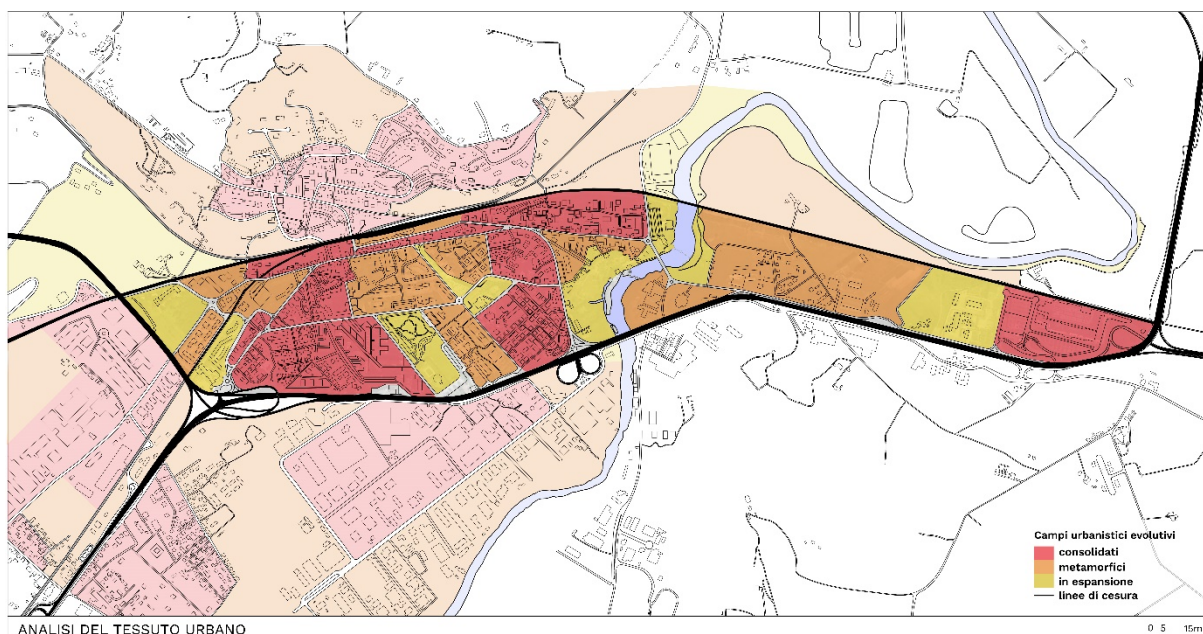 Campi urbanistici evolutivi
consolidati
metamorfici
in espansione
linee di cesura
ANALISI DEL TESSUTO URBANO
0 5 15m